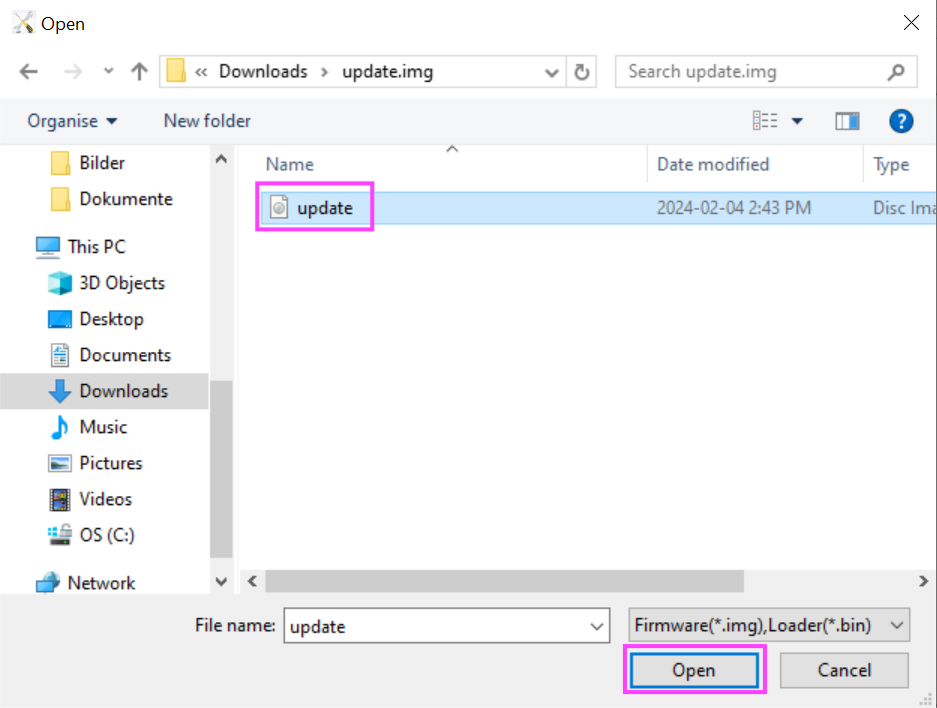 Open
« Downloads › update.img
Search update.img
Organise
New folder
?
Name
Date modified
Type
Bilder
Dokumente
This PC
3D Objects
Desktop
Documents
Downloads
Music
Pictures
Videos
OS (C:)
Network
update
2024-02-04 2:43 PM
Disc Ima
File name:
update
Firmware(*.img),Loader(*.bin)
Open
Cancel